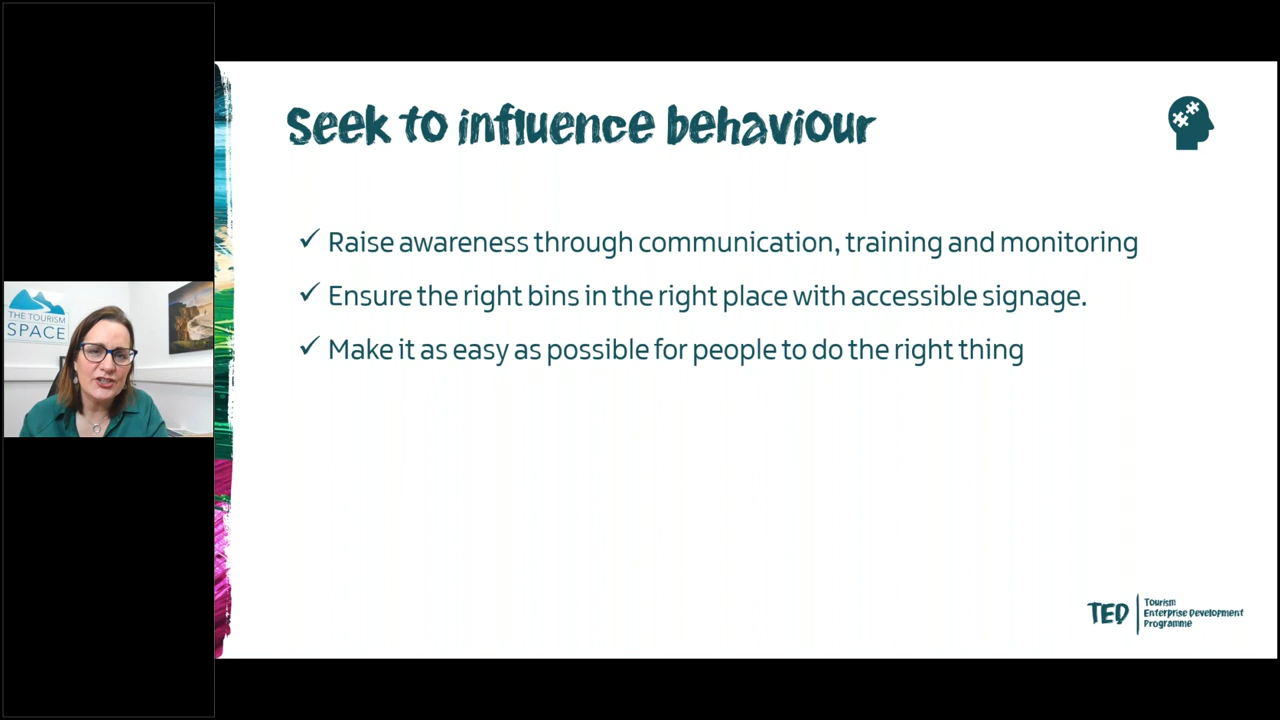 THE TOURISM
SPACE
Seek to influence behaviour
✓ Raise awareness through communication, training and monitoring
✓ Ensure the right bins in the right place with accessible signage.
✓ Make it as easy as possible for people to do the right thing
TED
Tourism
Enterprise Development
Programme